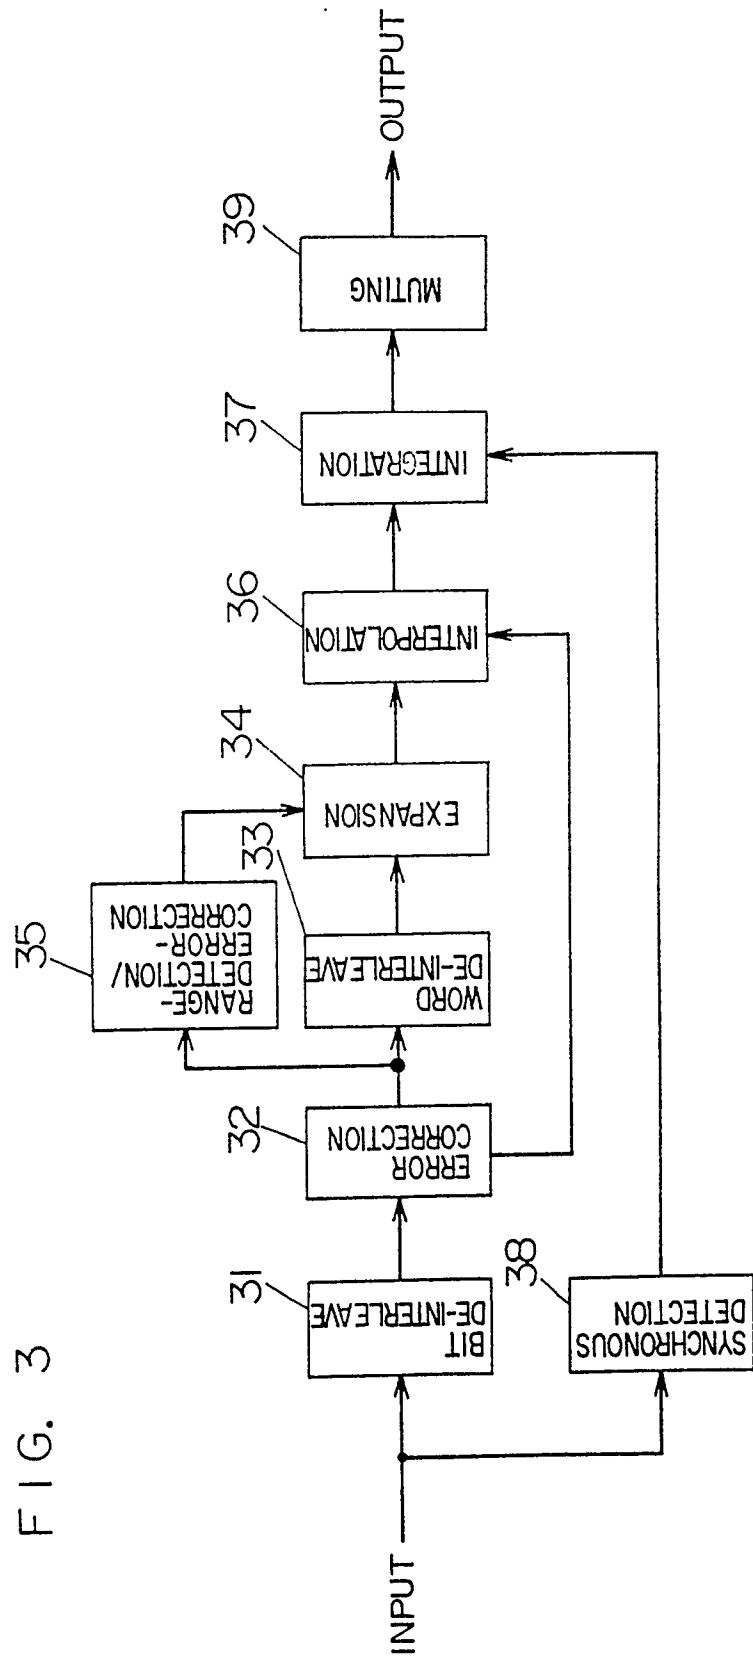 FIG. 3
INPUT
31
BIT
DE-INTERLEAVE
32
ERROR
CORRECTION
33
WORD
DE-INTERLEAVE
35
RANGE-
DETECTION/
ERROR-
CORRECTION
34
EXPANSION
36
INTERPOLATION
37
INTEGRATION
39
MUTING
OUTPUT
38
SYNCHRONOUS
DETECTION